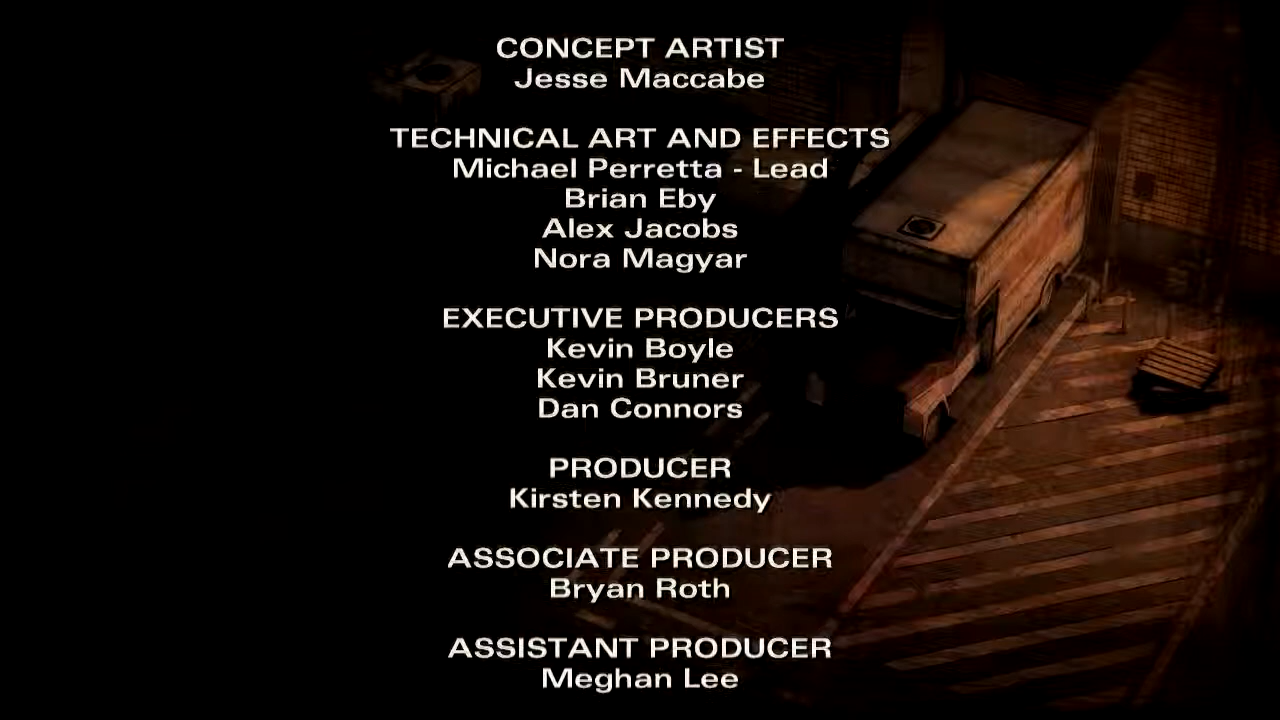 CONCEPT ARTIST
Jesse Maccabe
TECHNICAL ART AND EFFECTS
Michael Perretta - Lead
Brian Eby
Alex Jacobs
Nora Magyar
EXECUTIVE PRODUCERS
Kevin Boyle
Kevin Bruner
Dan Connors
PRODUCER
Kirsten Kennedy
ASSOCIATE PRODUCER
Bryan Roth
ASSISTANT PRODUCER
Meghan Lee